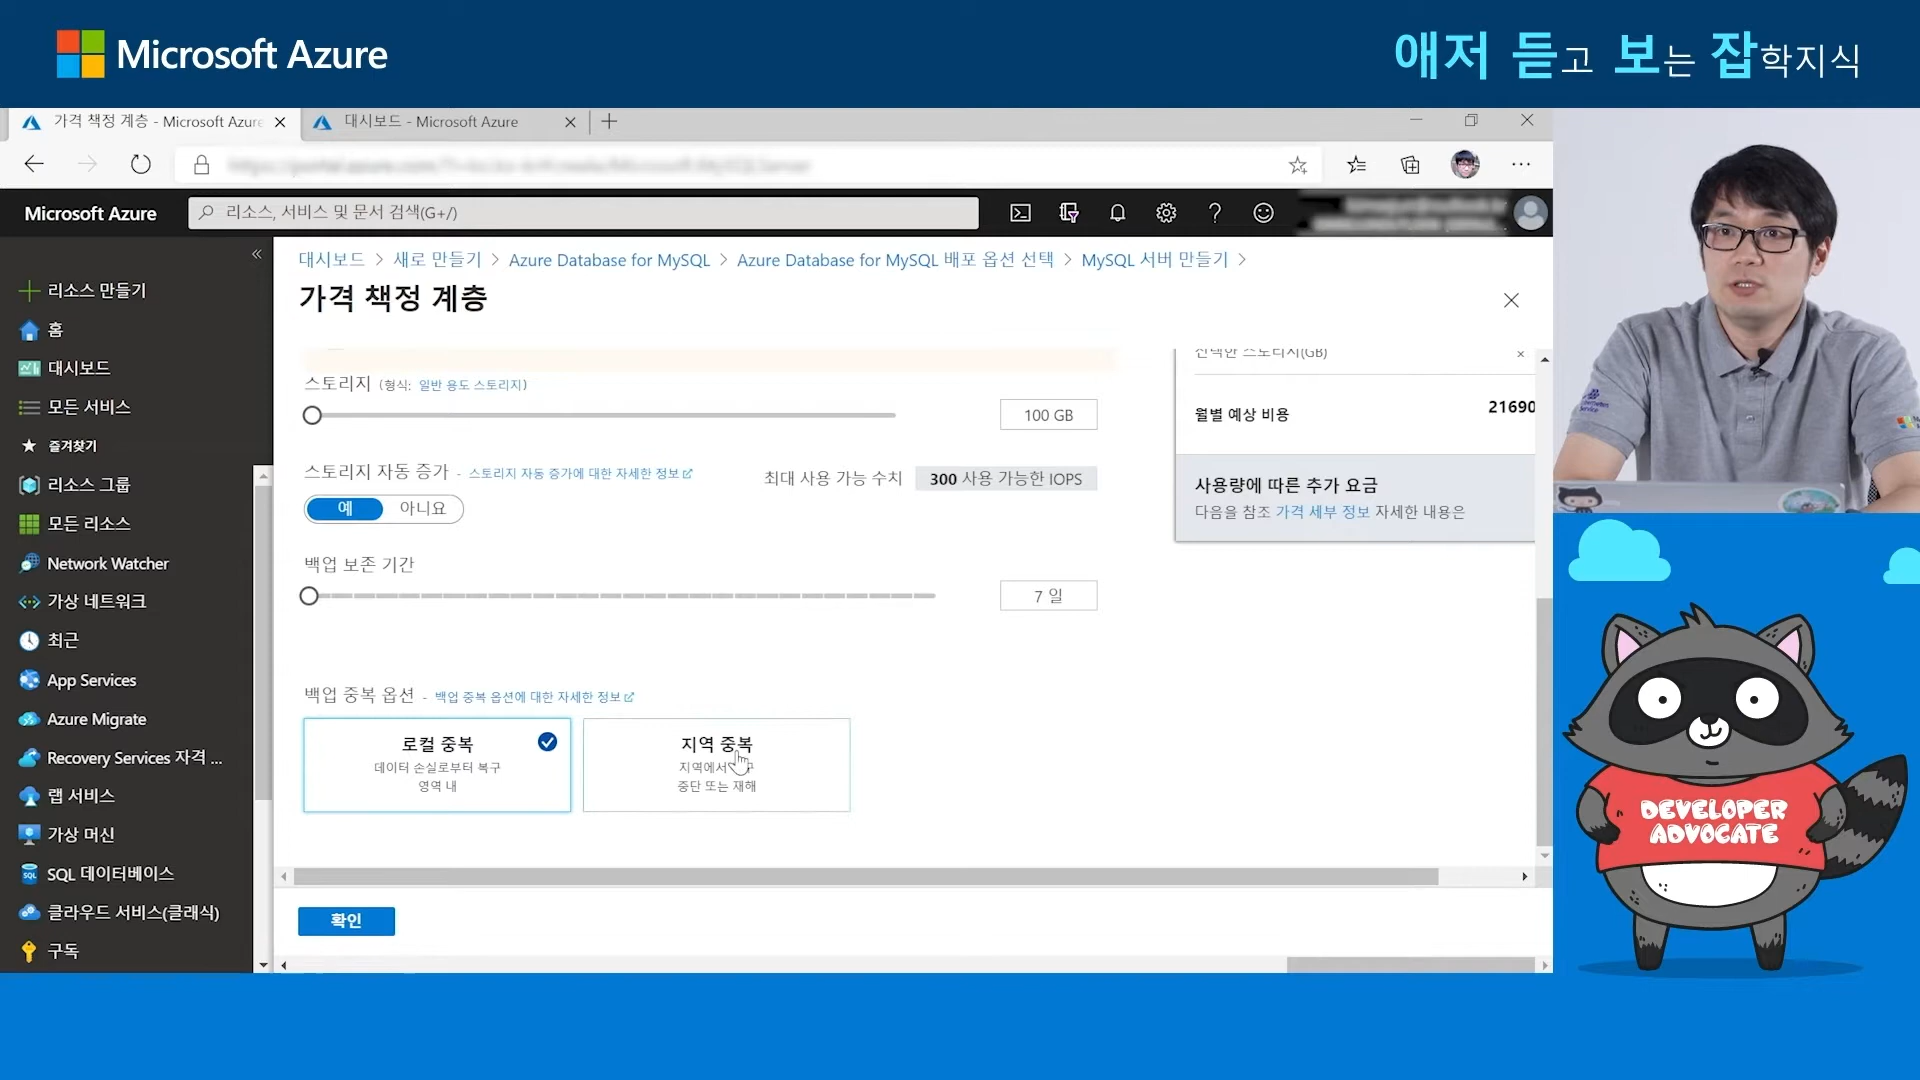 Microsoft Azure
애저 듣고 보는 잡학지식
가격 책정 계층 - Microsoft Azure
대시보드 - Microsoft Azure
Microsoft Azure
리소스, 서비스 및 문서 검색(G+/)
대시보드 > 새로 만들기 > Azure Database for MySQL > Azure Database for MySQL 배포 옵션 선택 > MySQL 서버 만들기 >
가격 책정 계층
리소스 만들기
홈
대시보드
모든 서비스
즐겨찾기
리소스 그룹
모든 리소스
Network Watcher
가상 네트워크
최근
App Services
Azure Migrate
Recovery Services 자격 ...
랩 서비스
가상 머신
SQL 데이터베이스
클라우드 서비스(클래식)
구독
스토리지 (형식: 일반 용도 스토리지)
100 GB
스토리지 자동 증가 - 스토리지 자동 증가에 대한 자세한 정보
최대 사용 가능 수치 300 사용 가능한 IOPS
예 아니요
백업 보존 기간
7 일
백업 중복 옵션 - 백업 중복 옵션에 대한 자세한 정보
로컬 중복
데이터 손실로부터 복구
영역 내
지역 중복
지역에서
중단 또는 재해
확인
선택한 스토리지(GB)
월별 예상 비용 21690
사용량에 따른 추가 요금
다음을 참조 가격 세부 정보 자세한 내용은
DEVELOPER
ADVOCATE